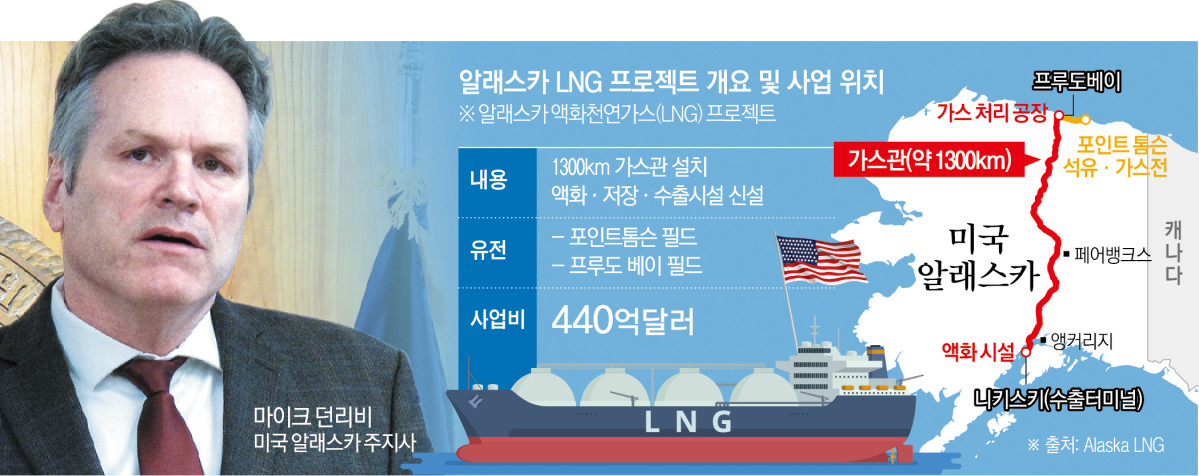 알래스카 LNG 프로젝트 개요 및 사업 위치
※ 알래스카 액화천연가스(LNG) 프로젝트
내용
1300km 가스관 설치
액화·저장·수출시설 신설
유전
– 포인트톰슨 필드
– 프루도 베이 필드
사업비
440억달러
LNG
마이크 던리비
미국 알래스카 주지사
프루도베이
가스 처리 공장
포인트 톰슨
석유·가스전
가스관(약 1300km)
미국
알래스카
캐나다
페어뱅크스
앵커리지
액화 시설
니키스키(수출터미널)
※ 출처: Alaska LNG